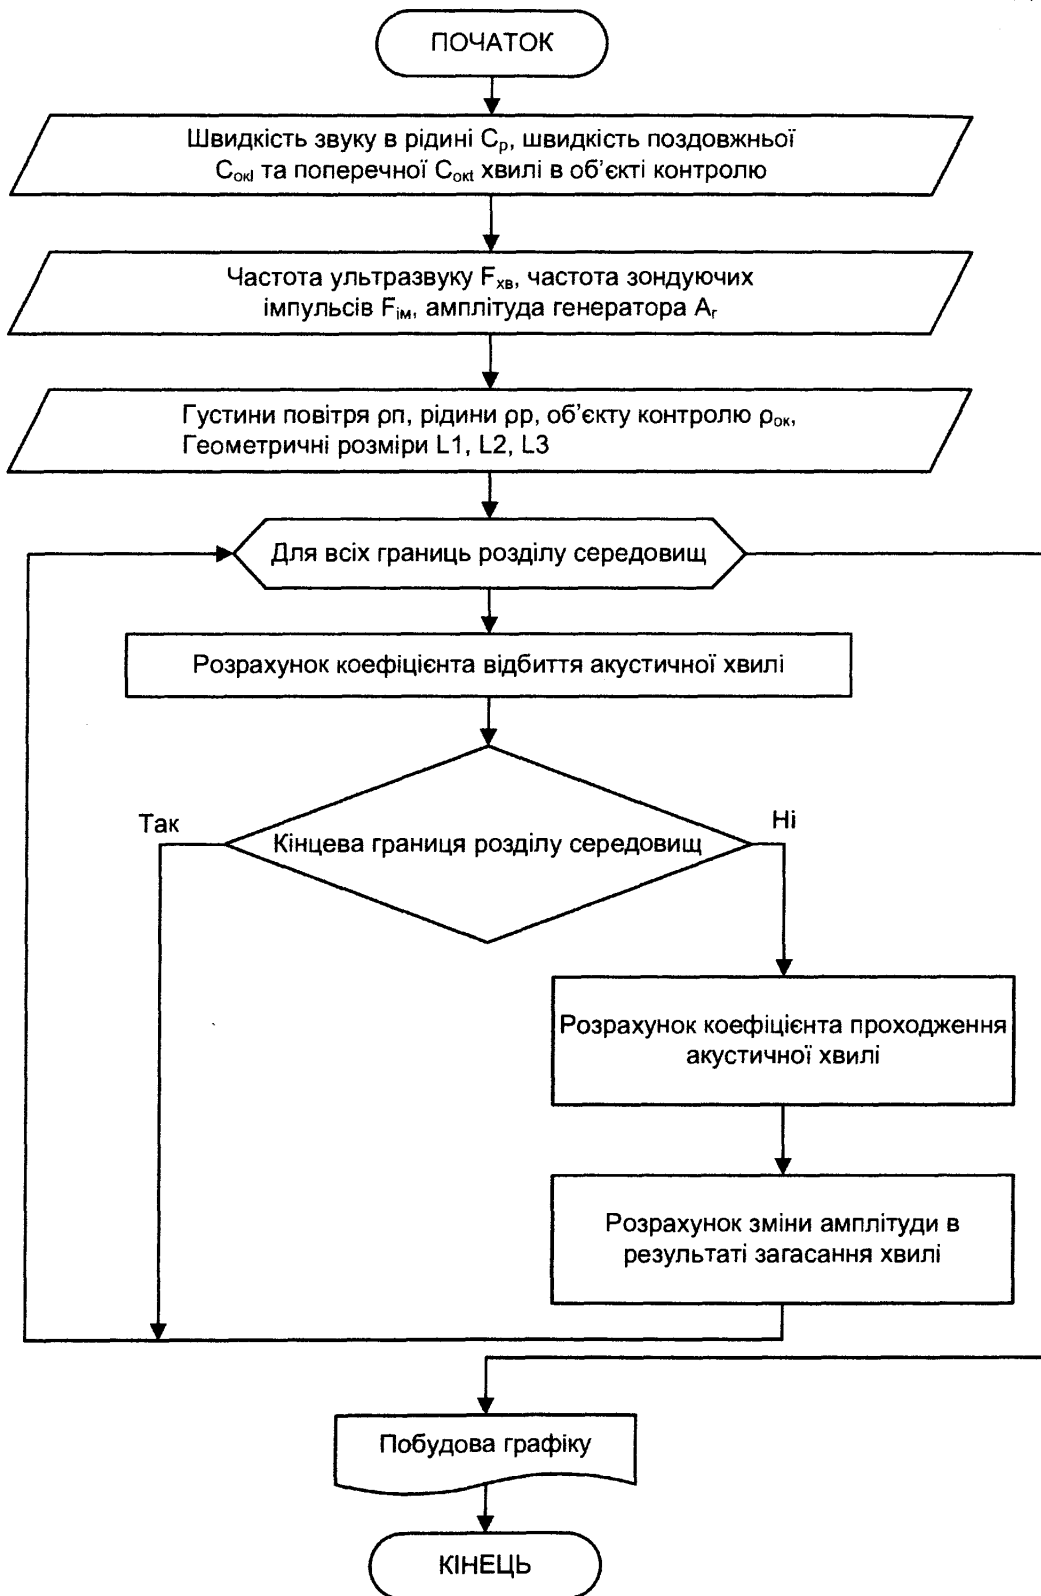 ПОЧАТОК
Швидкість звуку в рідині Cр, швидкість поздовжньої
Cокl та поперечної Cокt хвилі в об’єкті контролю
Частота ультразвуку Fхв, частота зондуючих
імпульсів Fім, амплітуда генератора Aг
Густини повітря ρп, рідини ρр, об’єкту контролю ρок,
Геометричні розміри L1, L2, L3
Для всіх границь розділу середовищ
Розрахунок коефіцієнта відбиття акустичної хвилі
Так
Ні
Кінцева границя розділу середовищ
Розрахунок коефіцієнта проходження
акустичної хвилі
Розрахунок зміни амплітуди в
результаті загасання хвилі
Побудова графіку
КІНЕЦЬ